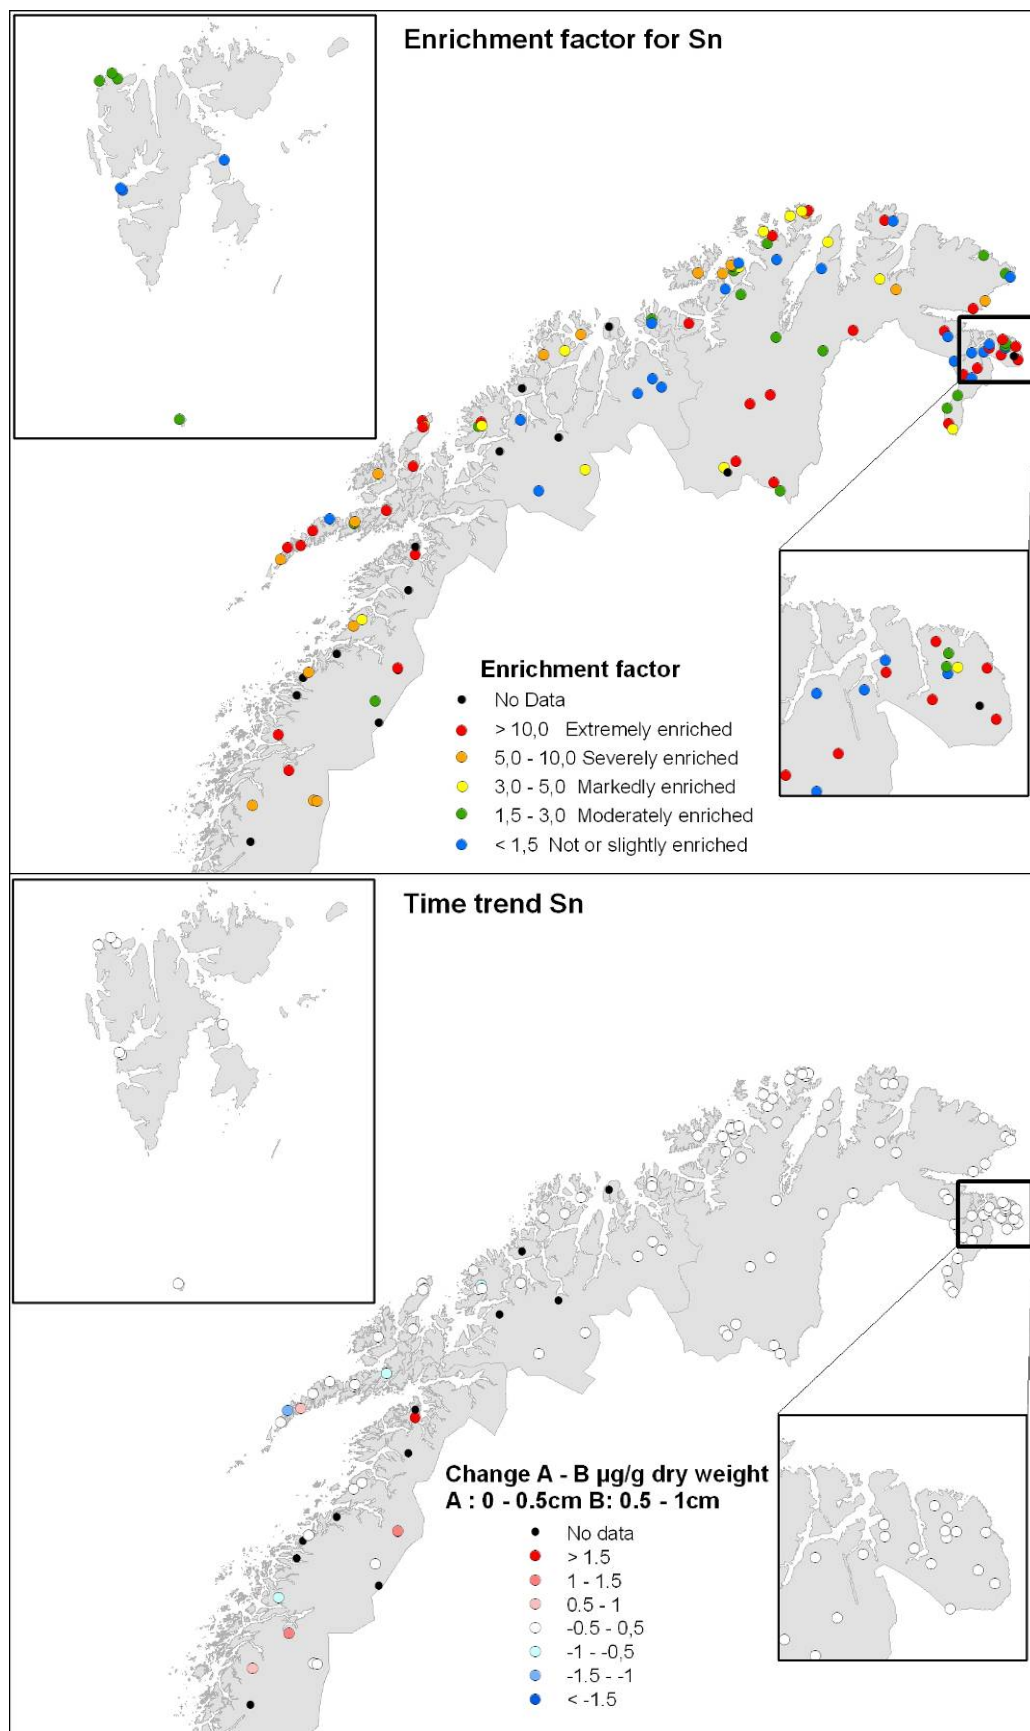 Enrichment factor for Sn
Enrichment factor
No Data
> 10,0 Extremely enriched
5,0 - 10,0 Severely enriched
3,0 - 5,0 Markedly enriched
1,5 - 3,0 Moderately enriched
< 1,5 Not or slightly enriched
Time trend Sn
Change A - B µg/g dry weight
A : 0 - 0.5cm B: 0.5 - 1cm
No data
> 1.5
1 - 1.5
0.5 - 1
-0.5 - 0,5
-1 - -0,5
-1.5 - -1
< -1.5